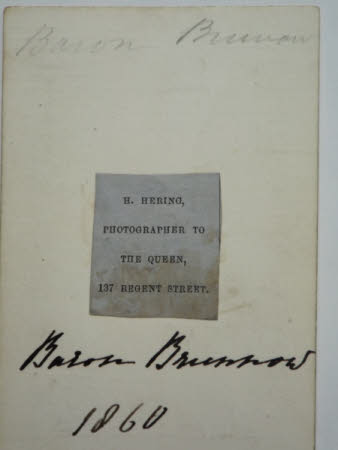 Baron Brunnow
H. HERING,
PHOTOGRAPHER TO
THE QUEEN,
137 REGENT STREET.
Baron Brunnow
1860